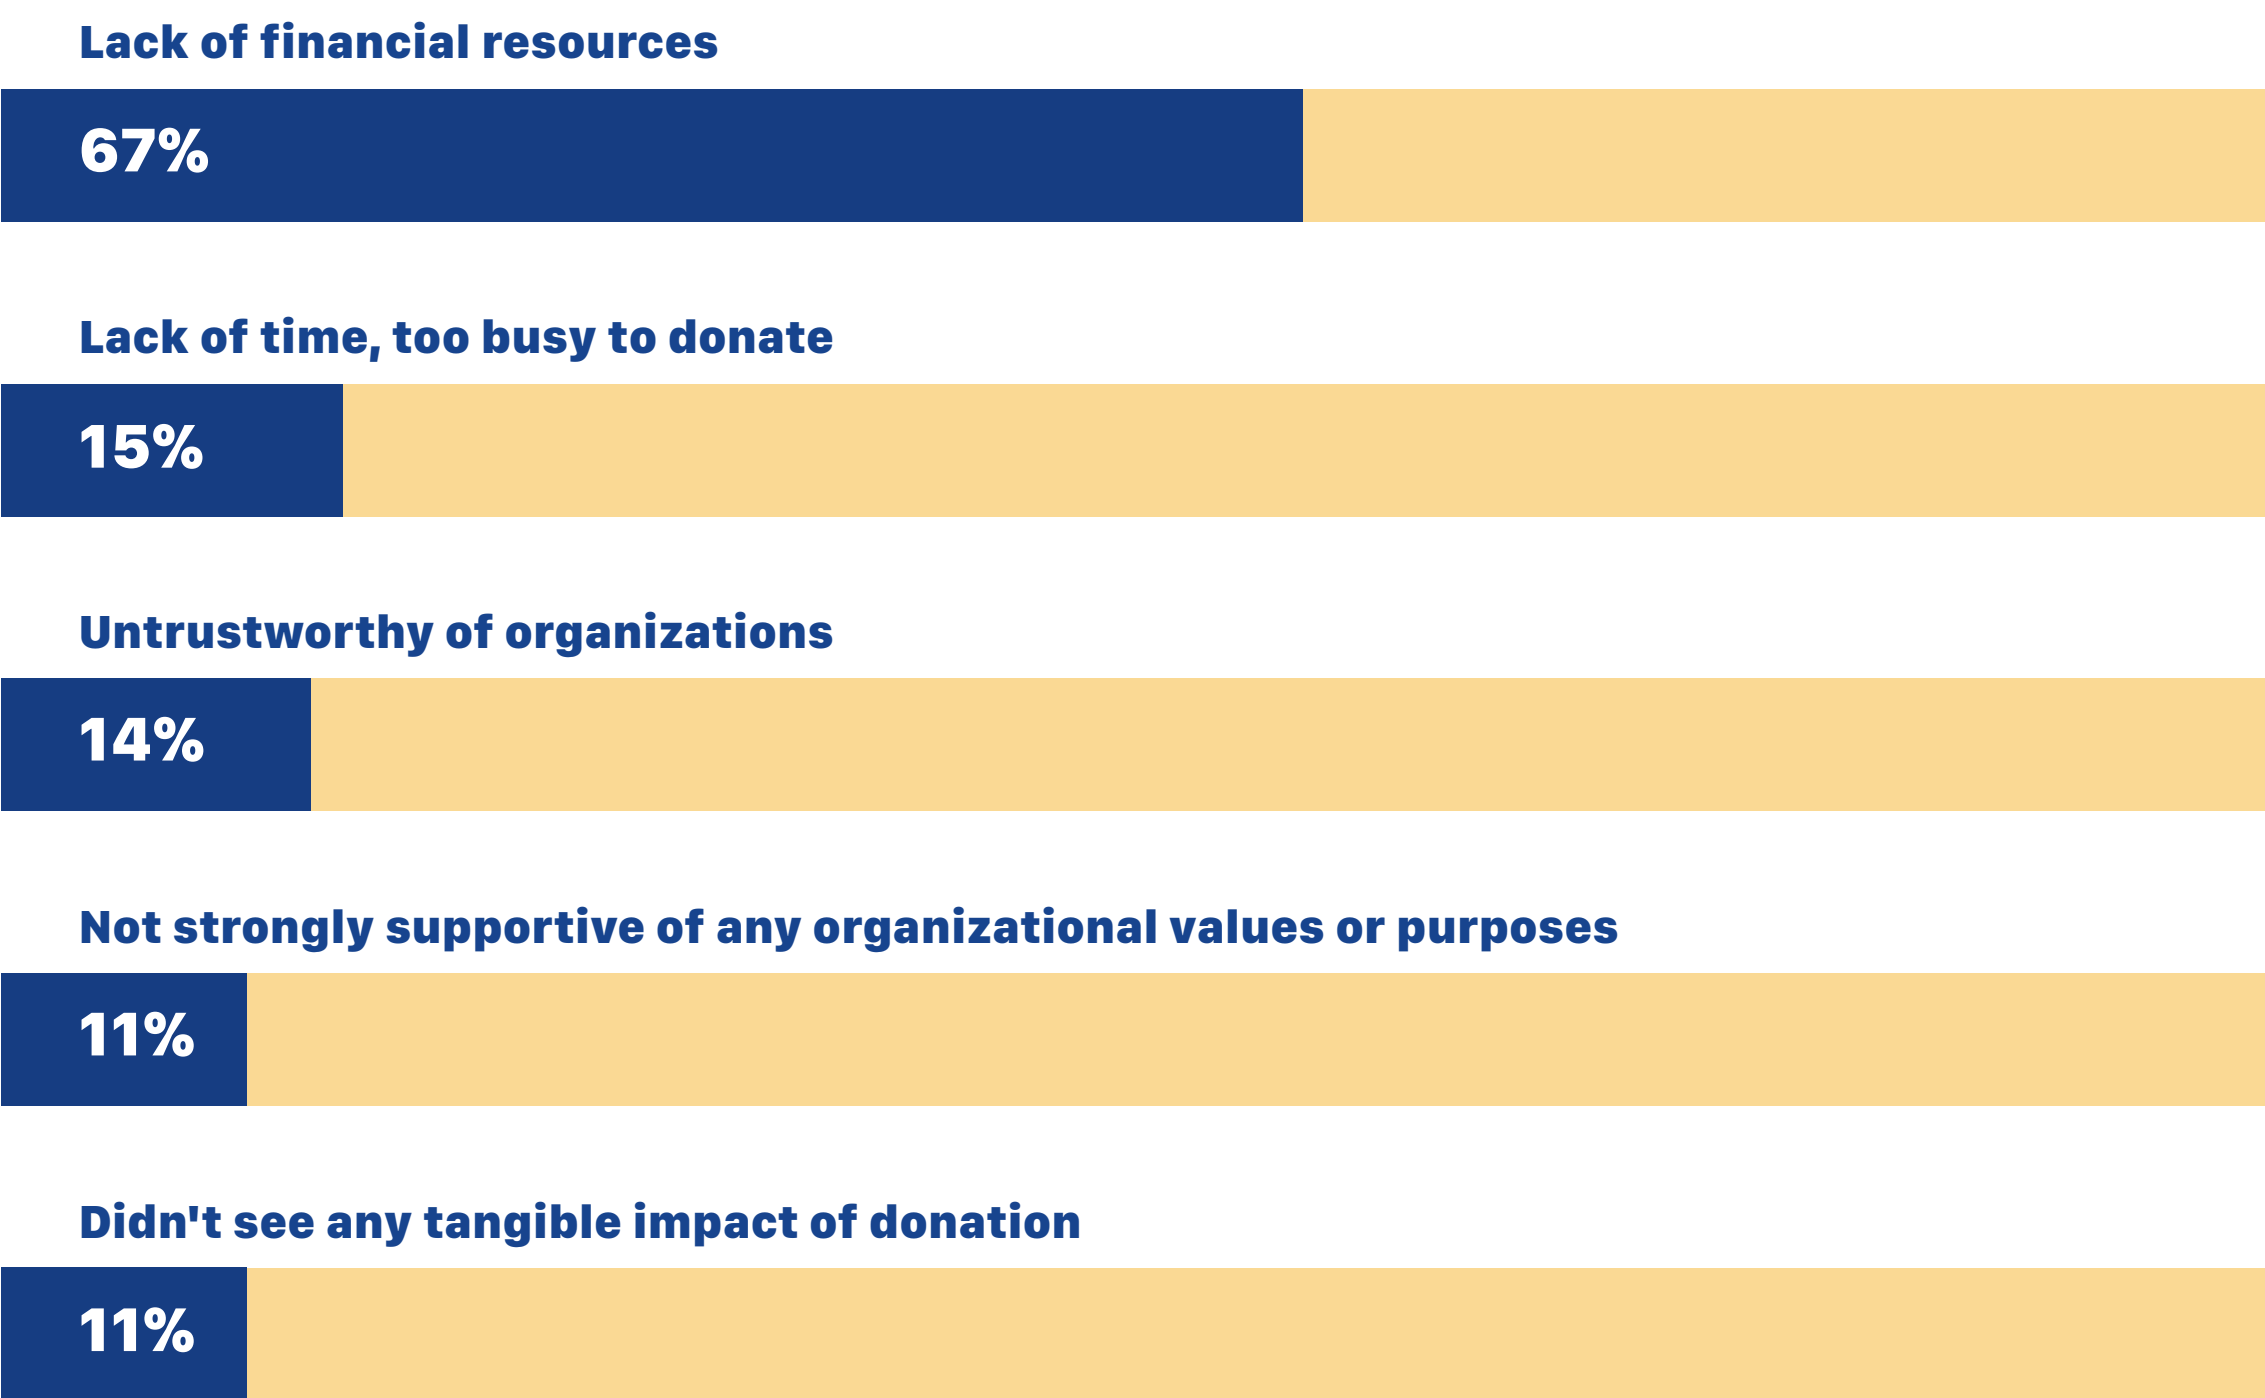 Lack of financial resources
67%
Lack of time, too busy to donate
15%
Untrustworthy of organizations
14%
Not strongly supportive of any organizational values or purposes
11%
Didn't see any tangible impact of donation
11%